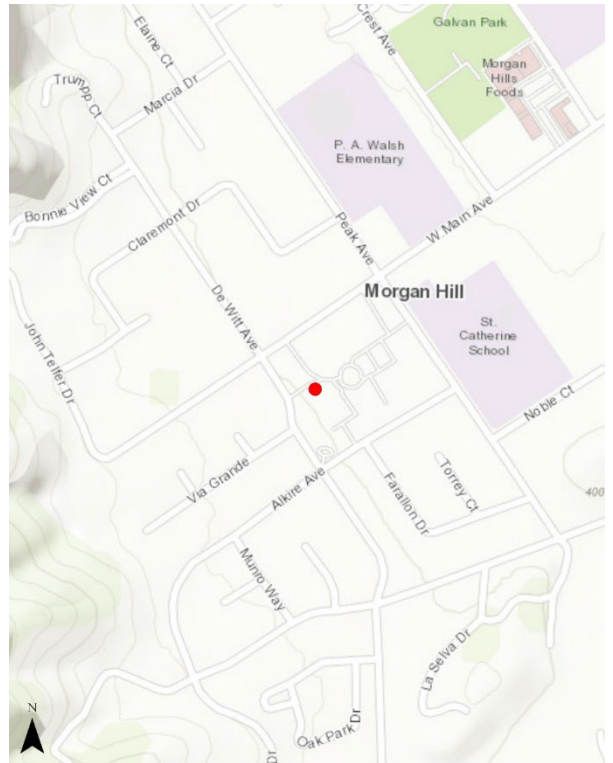 Galvan Park
Crest Ave
Elaine Ct
Morgan
Hills
Foods
Trumpp Ct
Marcia Dr
P. A. Walsh
Elementary
Bonnie View Ct
Claremont Dr
Peak Ave
W Main Ave
Morgan Hill
De Witt Ave
St.
Catherine
School
John Telfer Dr
Noble Ct
Via Grande
Alkire Ave
Farallon Dr
Torrey Ct
400
Munro Way
La Selva Dr
Oak Park Dr
Dr
N